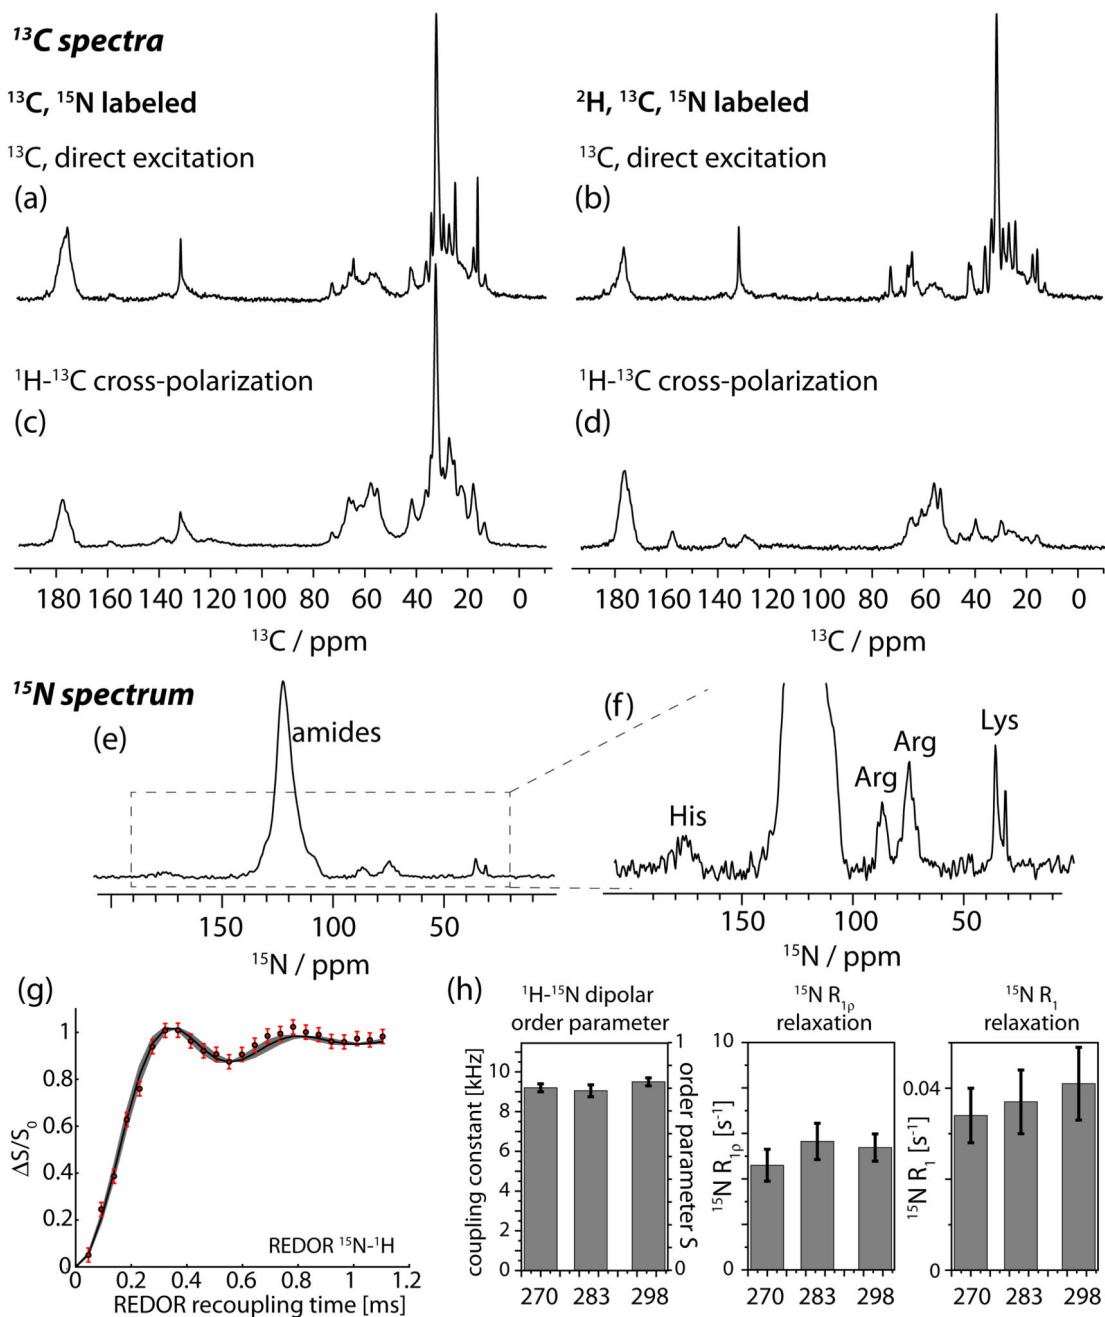 ¹³C spectra
¹³C, ¹⁵N labeled
²H, ¹³C, ¹⁵N labeled
¹³C, direct excitation
¹³C, direct excitation
(a)
(b)
¹H-¹³C cross-polarization
¹H-¹³C cross-polarization
(c)
(d)
180 160 140 120 100 80 60 40 20 0
180 160 140 120 100 80 60 40 20 0
¹³C / ppm
¹³C / ppm
¹⁵N spectrum
(e)
amides
(f)
His
Arg
Arg
Lys
150 100 50
150 100 50
¹⁵N / ppm
¹⁵N / ppm
(g)
ΔS/S₀
1
0.8
0.6
0.4
0.2
0
REDOR ¹⁵N-¹H
0 0.2 0.4 0.6 0.8 1 1.2
REDOR recoupling time [ms]
(h)
¹H-¹⁵N dipolar
order parameter
coupling constant [kHz]
10
8
6
4
2
0
1
0
order parameter S
270 283 298
¹⁵N R1ρ
relaxation
¹⁵N R1ρ [s⁻¹]
10
0
270 283 298
¹⁵N R₁
relaxation
¹⁵N R₁ [s⁻¹]
0.04
0
270 283 298